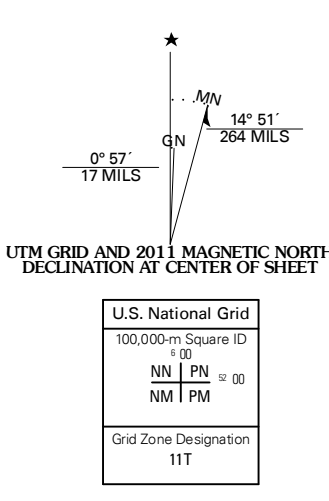 ★
MN
14° 51´
264 MILS
GN
0° 57´
17 MILS
UTM GRID AND 2011 MAGNETIC NORTH
DECLINATION AT CENTER OF SHEET
U.S. National Grid
100,000-m Square ID
6 00
NN PN 52 00
NM PM
Grid Zone Designation
11T